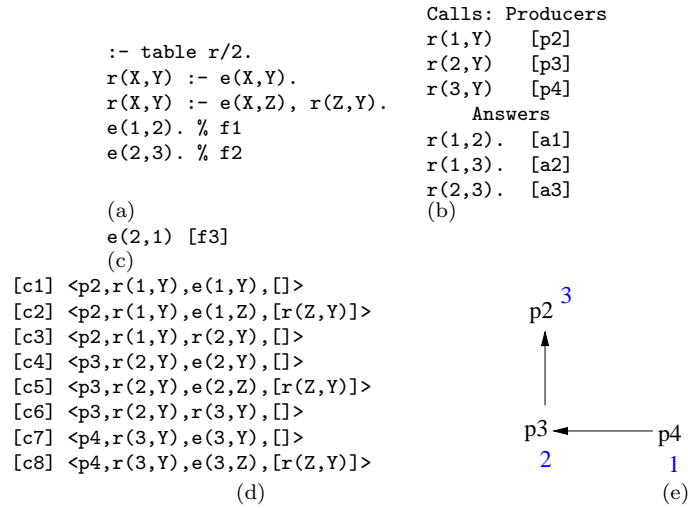 :- table r/2.
r(X,Y) :- e(X,Y).
r(X,Y) :- e(X,Z), r(Z,Y).
e(1,2). % f1
e(2,3). % f2
(a)
Calls: Producers
r(1,Y) [p2]
r(2,Y) [p3]
r(3,Y) [p4]
Answers
r(1,2). [a1]
r(1,3). [a2]
r(2,3). [a3]
(b)
e(2,1) [f3]
(c)
[c1] <p2,r(1,Y),e(1,Y),[]>
[c2] <p2,r(1,Y),e(1,Z),[r(Z,Y)]>
[c3] <p2,r(1,Y),r(2,Y),[]>
[c4] <p3,r(2,Y),e(2,Y),[]>
[c5] <p3,r(2,Y),e(2,Z),[r(Z,Y)]>
[c6] <p3,r(2,Y),r(3,Y),[]>
[c7] <p4,r(3,Y),e(3,Y),[]>
[c8] <p4,r(3,Y),e(3,Z),[r(Z,Y)]>
(d)
p2 3
p3 p4
2 1
(e)